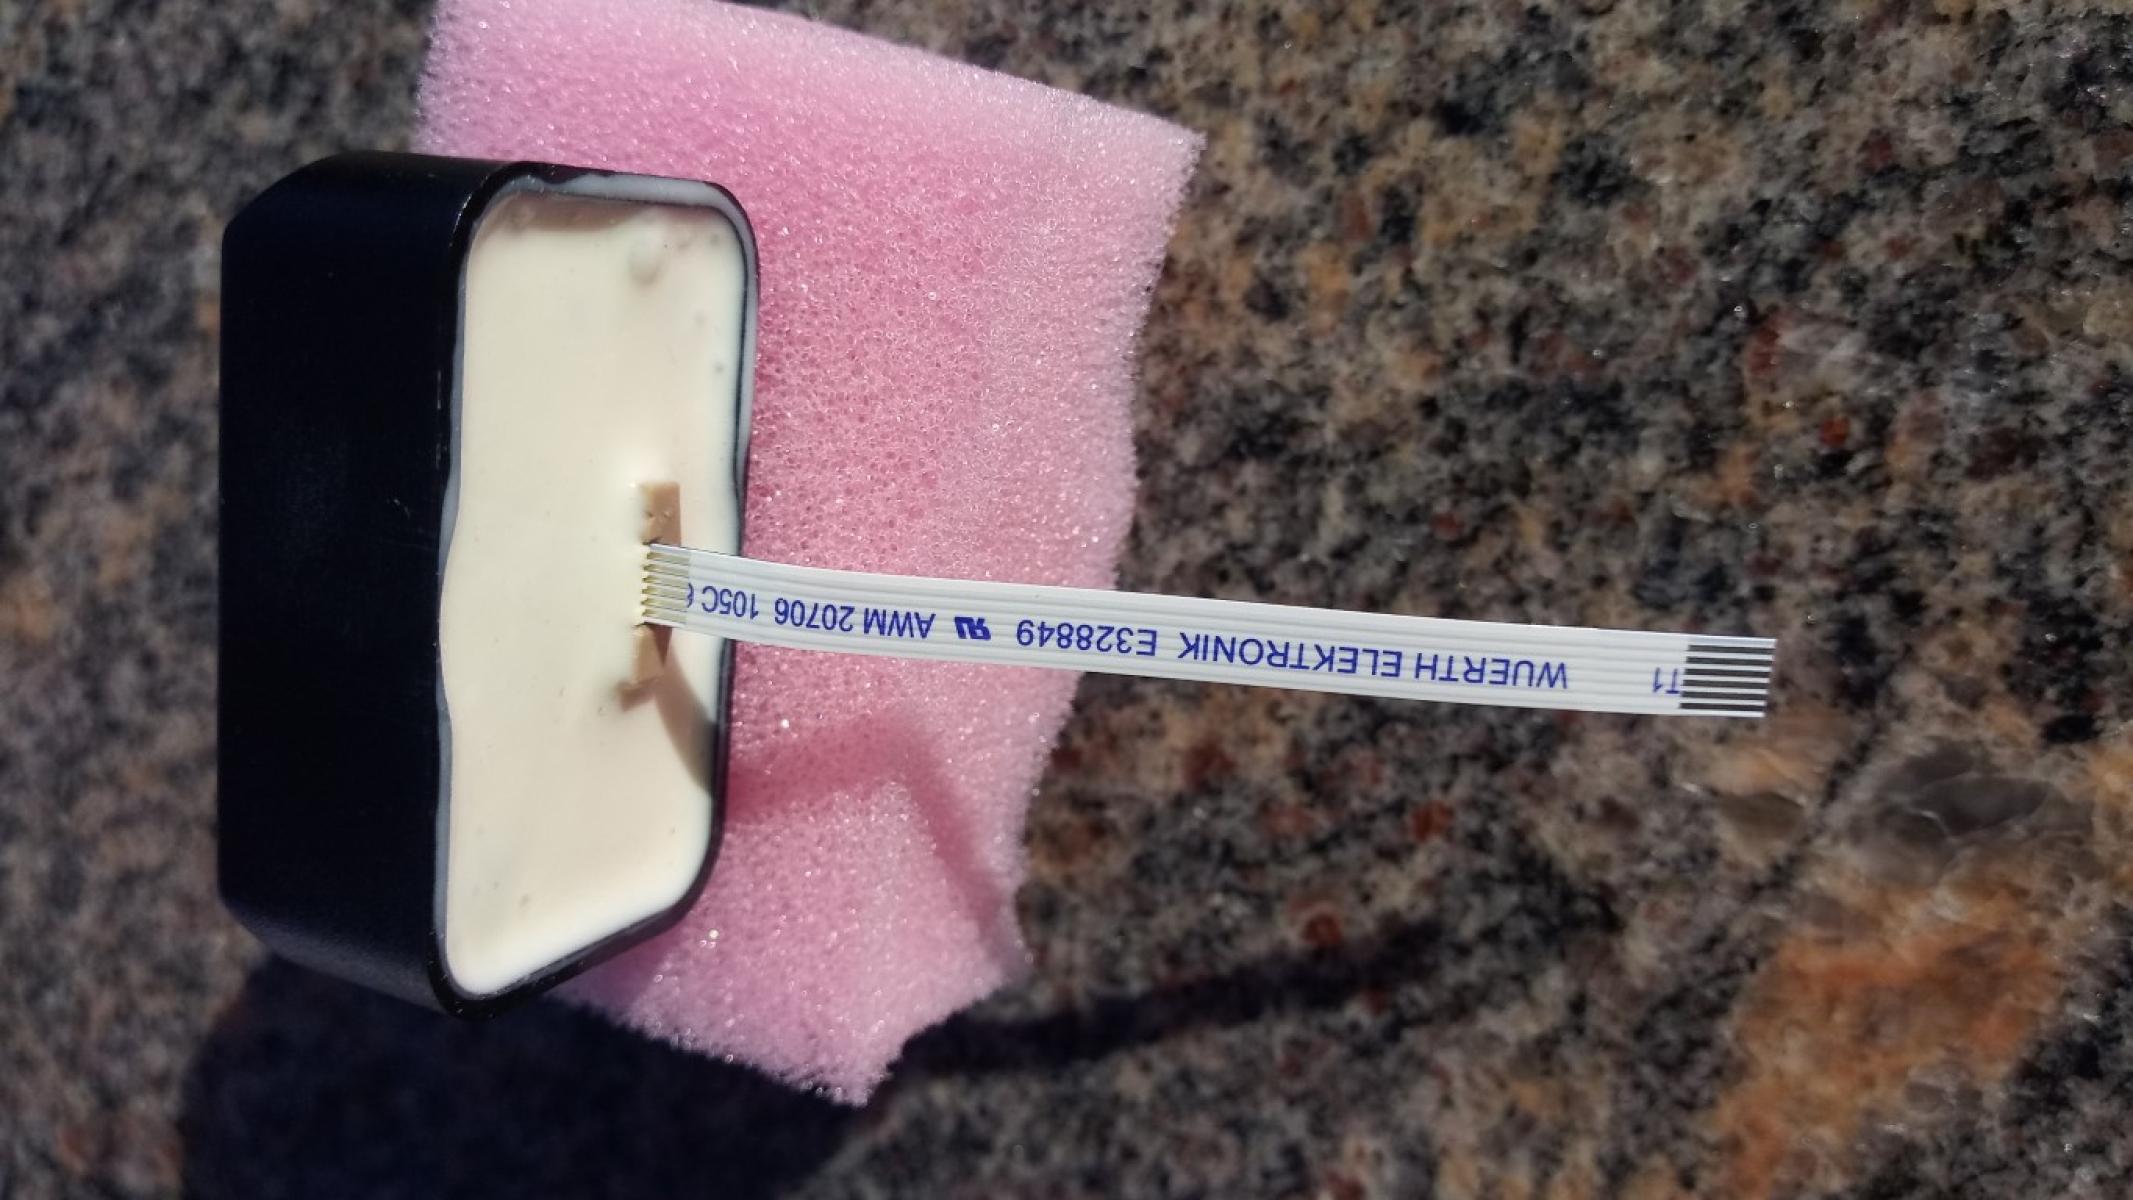 T1 WUERTH ELEKTRONIK E328849 AWM 20706 105C